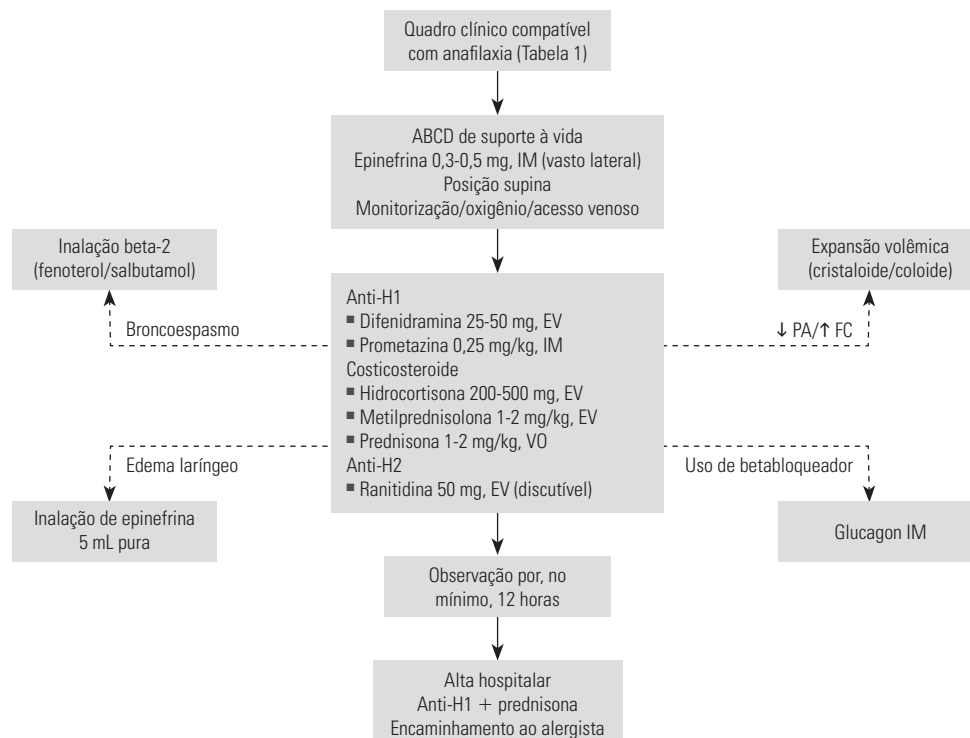 Quadro clínico compatível
com anafilaxia (Tabela 1)
ABCD de suporte à vida
Epinefrina 0,3-0,5 mg, IM (vasto lateral)
Posição supina
Monitorização/oxigênio/acesso venoso
Inalação beta-2
(fenoterol/salbutamol)
Expansão volêmica
(cristaloide/coloide)
Broncoespasmo
↓ PA/↑ FC
Anti-H1
▪ Difenidramina 25-50 mg, EV
▪ Prometazina 0,25 mg/kg, IM
Costicosteroide
▪ Hidrocortisona 200-500 mg, EV
▪ Metilprednisolona 1-2 mg/kg, EV
▪ Prednisona 1-2 mg/kg, VO
Anti-H2
▪ Ranitidina 50 mg, EV (discutível)
Edema laríngeo
Uso de betabloqueador
Inalação de epinefrina
5 mL pura
Glucagon IM
Observação por, no
mínimo, 12 horas
Alta hospitalar
Anti-H1 + prednisona
Encaminhamento ao alergista